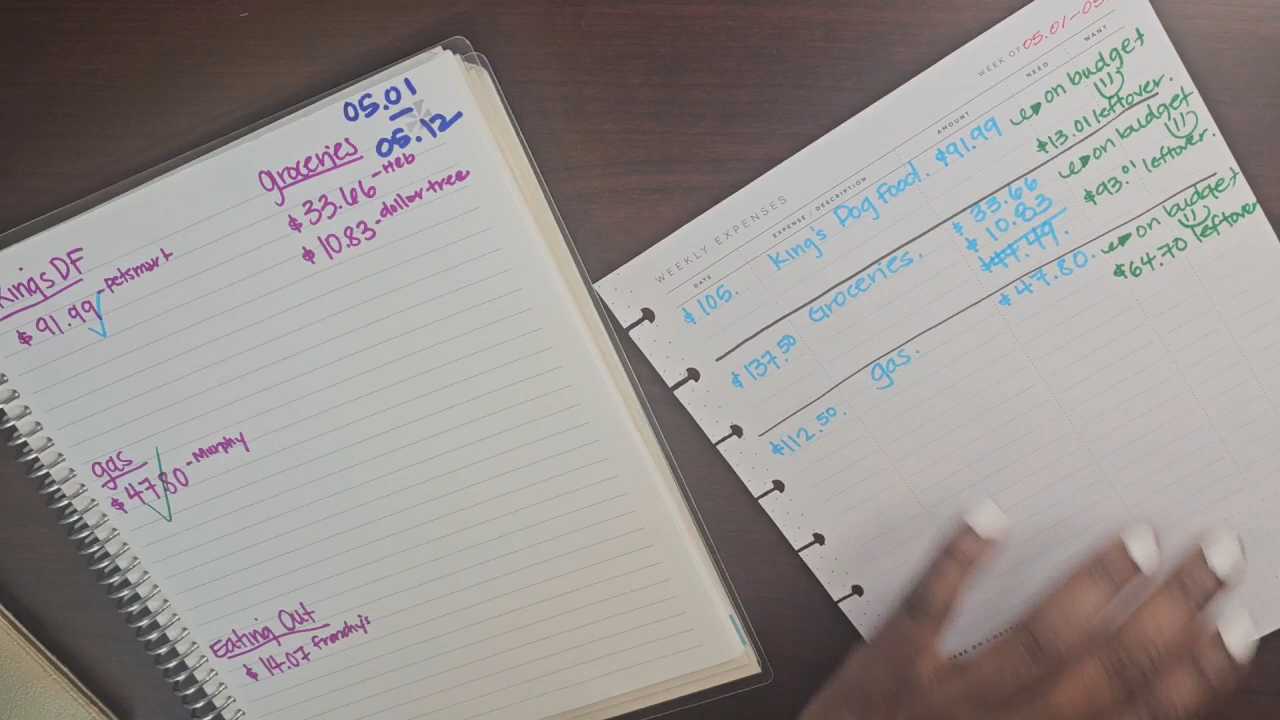 05.01
-
05.12
groceries
$33.66 - Heb
$10.83 - dollar tree
King's DF
$91.99 - petsmart
gas
$47.80 - Murphy
Eating Out
$14.07 frenchy's
WEEK OF 05.01-05
WEEKLY EXPENSES
DATE EXPENSE / DESCRIPTION AMOUNT NEED WANT
$105. King's Dog Food. $91.99 on budget
$13.01 leftover.
$137.50 Groceries. $33.66 on budget
$10.83 $93.01 leftover.
$44.49.
$112.50. gas. $47.80. on budget
$64.70 leftover